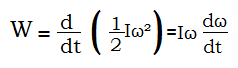 W = d/dt ( 1/2 Iω² ) = Iω dω/dt